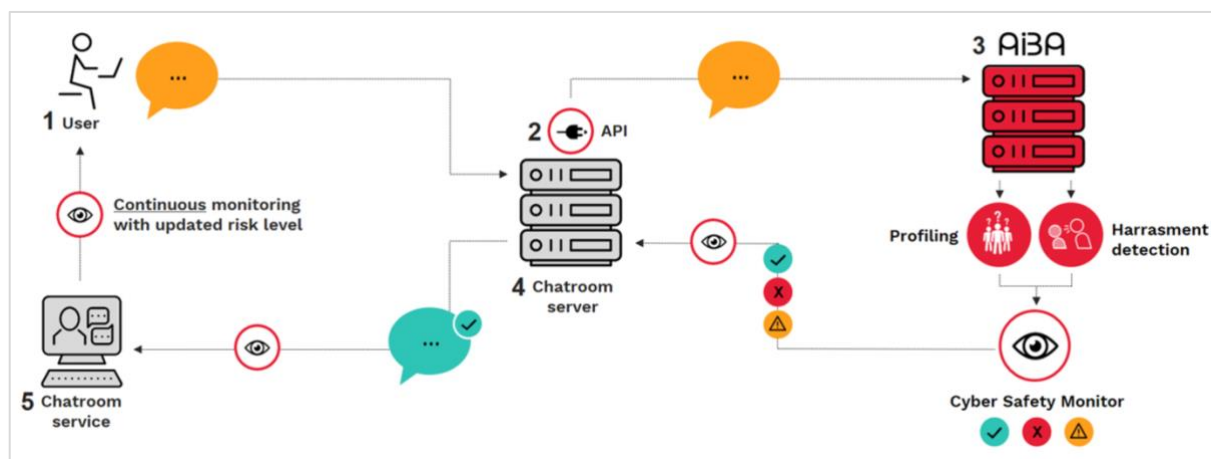 ...
1 User
Continuous monitoring
with updated risk level
5 Chatroom
service
...
2 API
4 Chatroom
server
...
3 AiBA
Profiling
Harrasment
detection
? ? ?
X
Cyber Safety Monitor
X